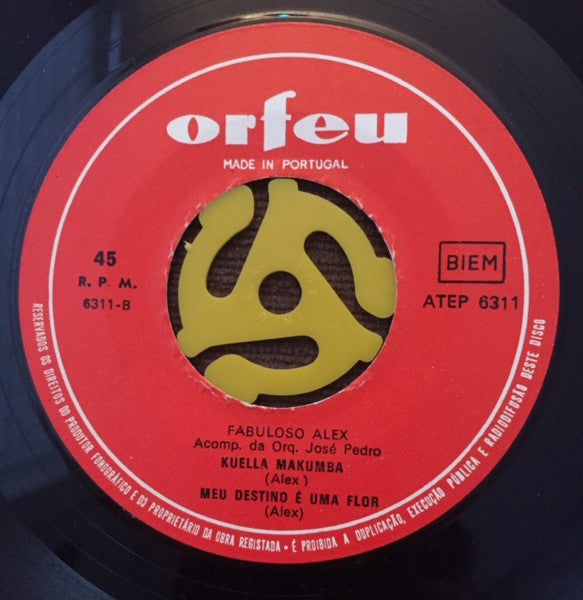 orfeu
MADE IN PORTUGAL
45
R. P. M.
6311-B
BIEM
ATEP 6311
FABULOSO ALEX
Acomp. da Orq. José Pedro
KUELLA MAKUMBA
(Alex)
MEU DESTINO É UMA FLOR
(Alex)
RESERVADOS OS DIREITOS DO PRODUTOR FONOGRÁFICO E DO PROPRIETÁRIO DA OBRA REGISTADA • É PROIBIDA A DUPLICAÇÃO, EXECUÇÃO PÚBLICA E RADIODIFUSÃO DESTE DISCO